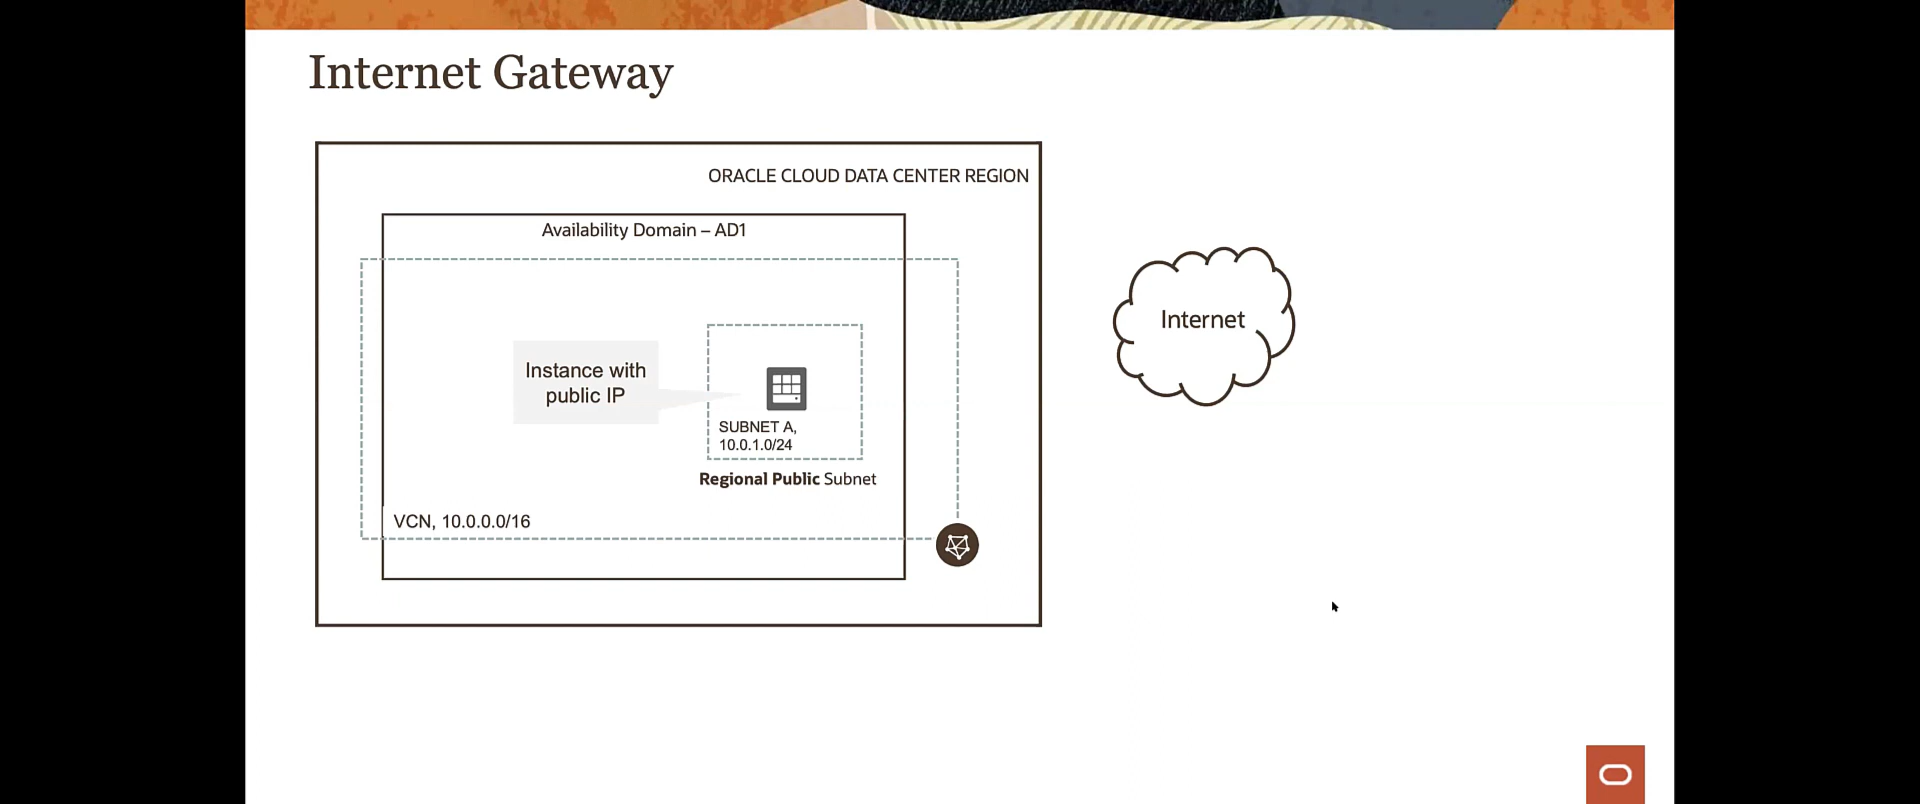 Internet Gateway
ORACLE CLOUD DATA CENTER REGION
Availability Domain – AD1
Internet
Instance with
public IP
SUBNET A,
10.0.1.0/24
Regional Public Subnet
VCN, 10.0.0.0/16